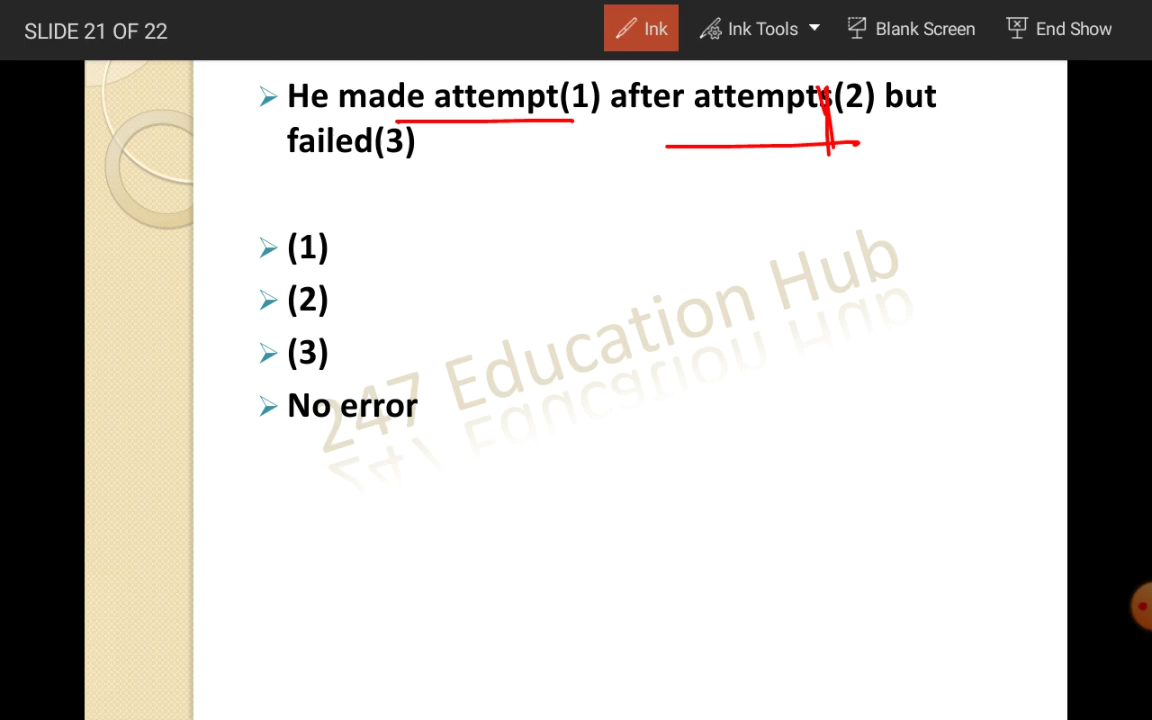 SLIDE 21 OF 22
Ink
Ink Tools
Blank Screen
End Show
He made attempt(1) after attempts(2) but
failed(3)
(1)
(2)
(3)
No error
247 Education Hub